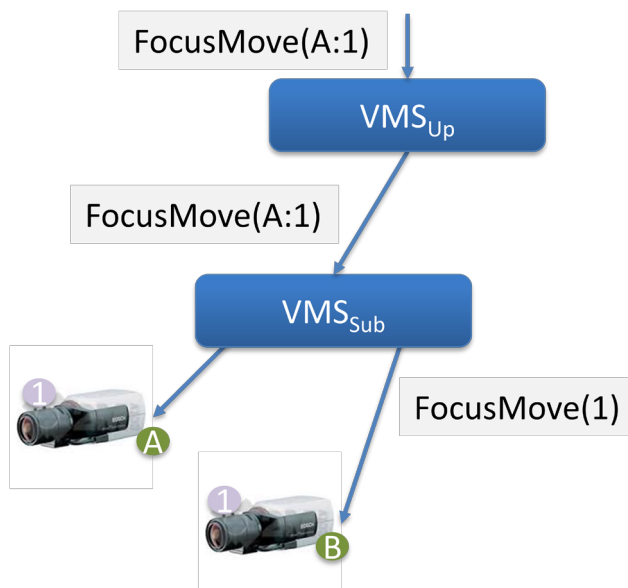 FocusMove(A:1)
VMSUp
FocusMove(A:1)
VMSSub
1
A
FocusMove(1)
1
B